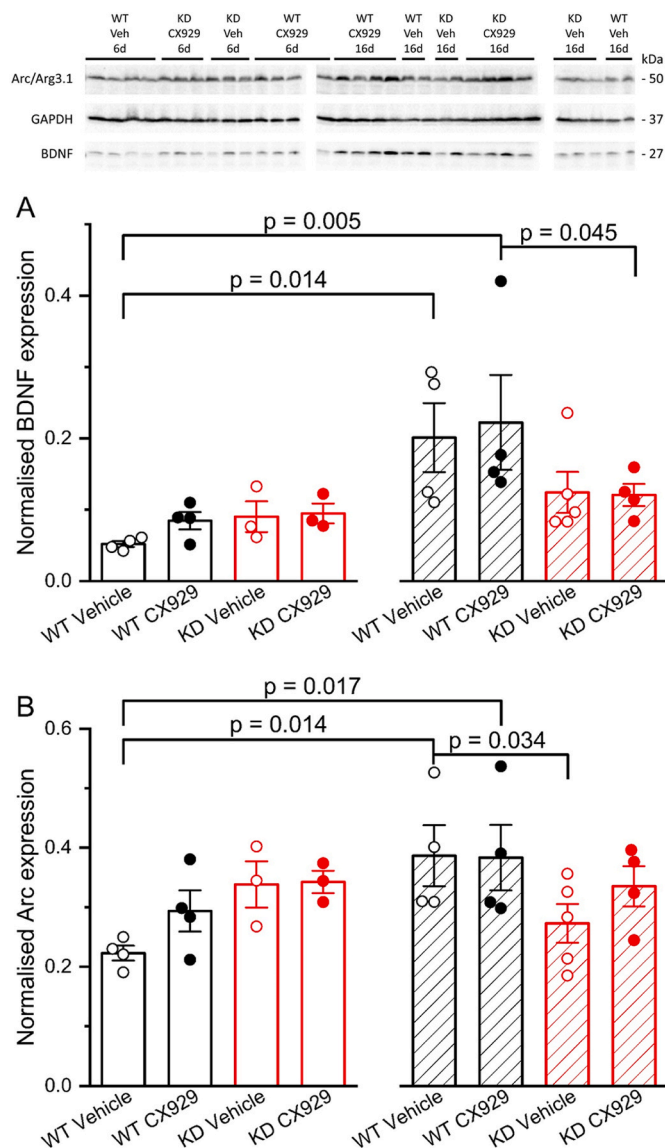 WT KD KD WT WT WT KD KD KD WT
Veh CX929 Veh CX929 CX929 Veh Veh CX929 Veh Veh
6d 6d 6d 6d 16d 16d 16d 16d 16d 16d
kDa
Arc/Arg3.1 - 50
GAPDH - 37
BDNF - 27
A
p = 0.005
p = 0.045
p = 0.014
Normalised BDNF expression
0.4
0.2
0.0
WT Vehicle WT CX929 KD Vehicle KD CX929 WT Vehicle WT CX929 KD Vehicle KD CX929
B
p = 0.017
p = 0.014
p = 0.034
Normalised Arc expression
0.6
0.4
0.2
0.0
WT Vehicle WT CX929 KD Vehicle KD CX929 WT Vehicle WT CX929 KD Vehicle KD CX929